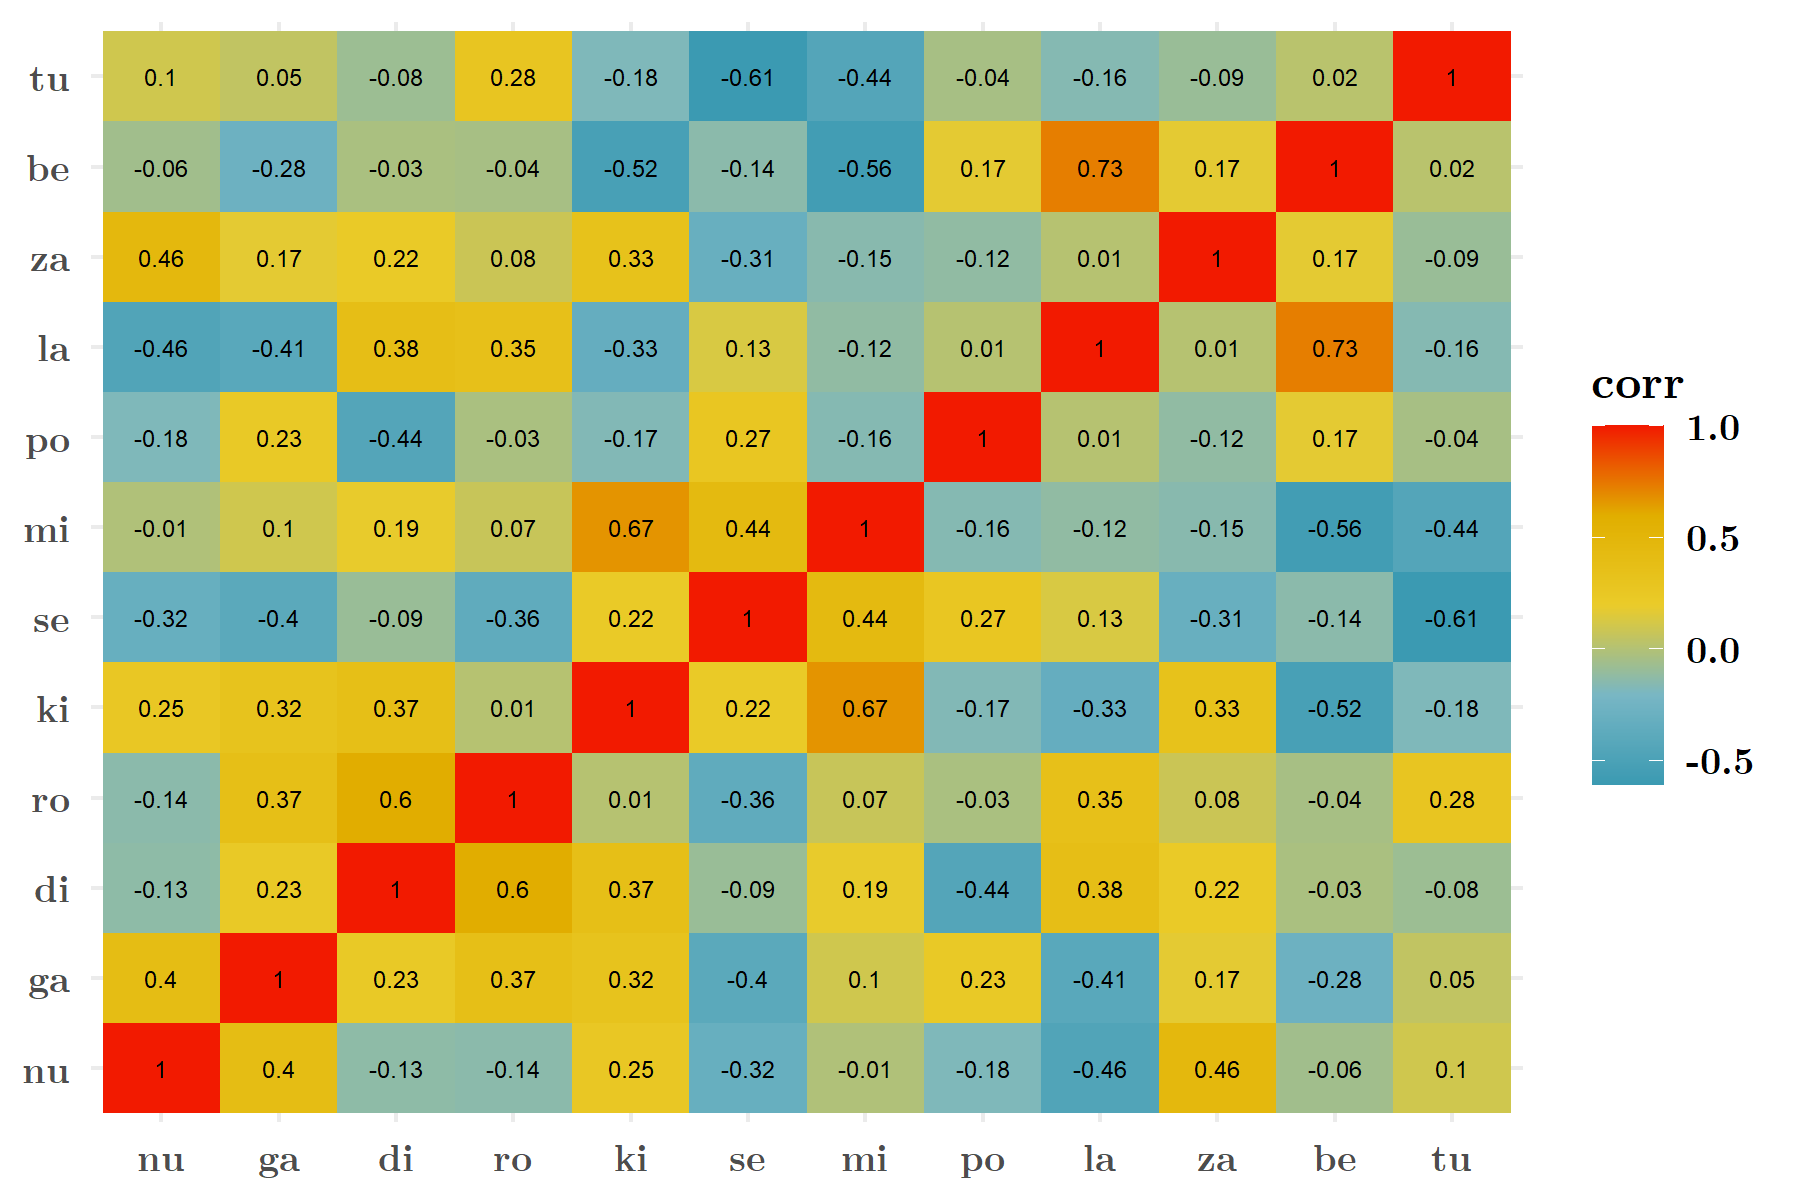 tu 0.1 0.05 -0.08 0.28 -0.18 -0.61 -0.44 -0.04 -0.16 -0.09 0.02 1
be -0.06 -0.28 -0.03 -0.04 -0.52 -0.14 -0.56 0.17 0.73 0.17 1 0.02
za 0.46 0.17 0.22 0.08 0.33 -0.31 -0.15 -0.12 0.01 1 0.17 -0.09
la -0.46 -0.41 0.38 0.35 -0.33 0.13 -0.12 0.01 1 0.01 0.73 -0.16
po -0.18 0.23 -0.44 -0.03 -0.17 0.27 -0.16 1 0.01 -0.12 0.17 -0.04
mi -0.01 0.1 0.19 0.07 0.67 0.44 1 -0.16 -0.12 -0.15 -0.56 -0.44
se -0.32 -0.4 -0.09 -0.36 0.22 1 0.44 0.27 0.13 -0.31 -0.14 -0.61
ki 0.25 0.32 0.37 0.01 1 0.22 0.67 -0.17 -0.33 0.33 -0.52 -0.18
ro -0.14 0.37 0.6 1 0.01 -0.36 0.07 -0.03 0.35 0.08 -0.04 0.28
di -0.13 0.23 1 0.6 0.37 -0.09 0.19 -0.44 0.38 0.22 -0.03 -0.08
ga 0.4 1 0.23 0.37 0.32 -0.4 0.1 0.23 -0.41 0.17 -0.28 0.05
nu 1 0.4 -0.13 -0.14 0.25 -0.32 -0.01 -0.18 -0.46 0.46 -0.06 0.1
nu ga di ro ki se mi po la za be tu
corr
1.0
0.5
0.0
-0.5